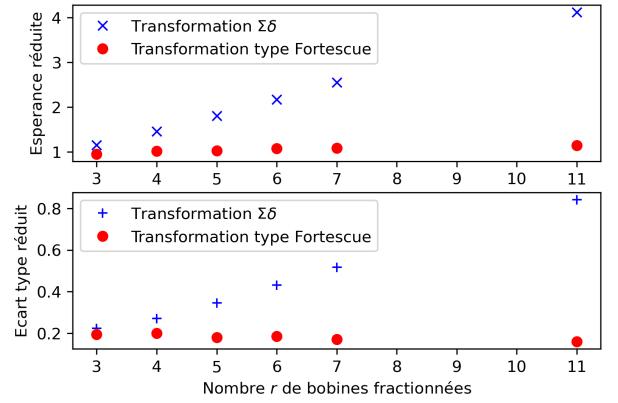 Esperance réduite
4
3
2
1
Transformation Σδ
Transformation type Fortescue
3 4 5 6 7 8 9 10 11
Ecart type réduit
0.8
0.6
0.4
0.2
Transformation Σδ
Transformation type Fortescue
3 4 5 6 7 8 9 10 11
Nombre r de bobines fractionnées